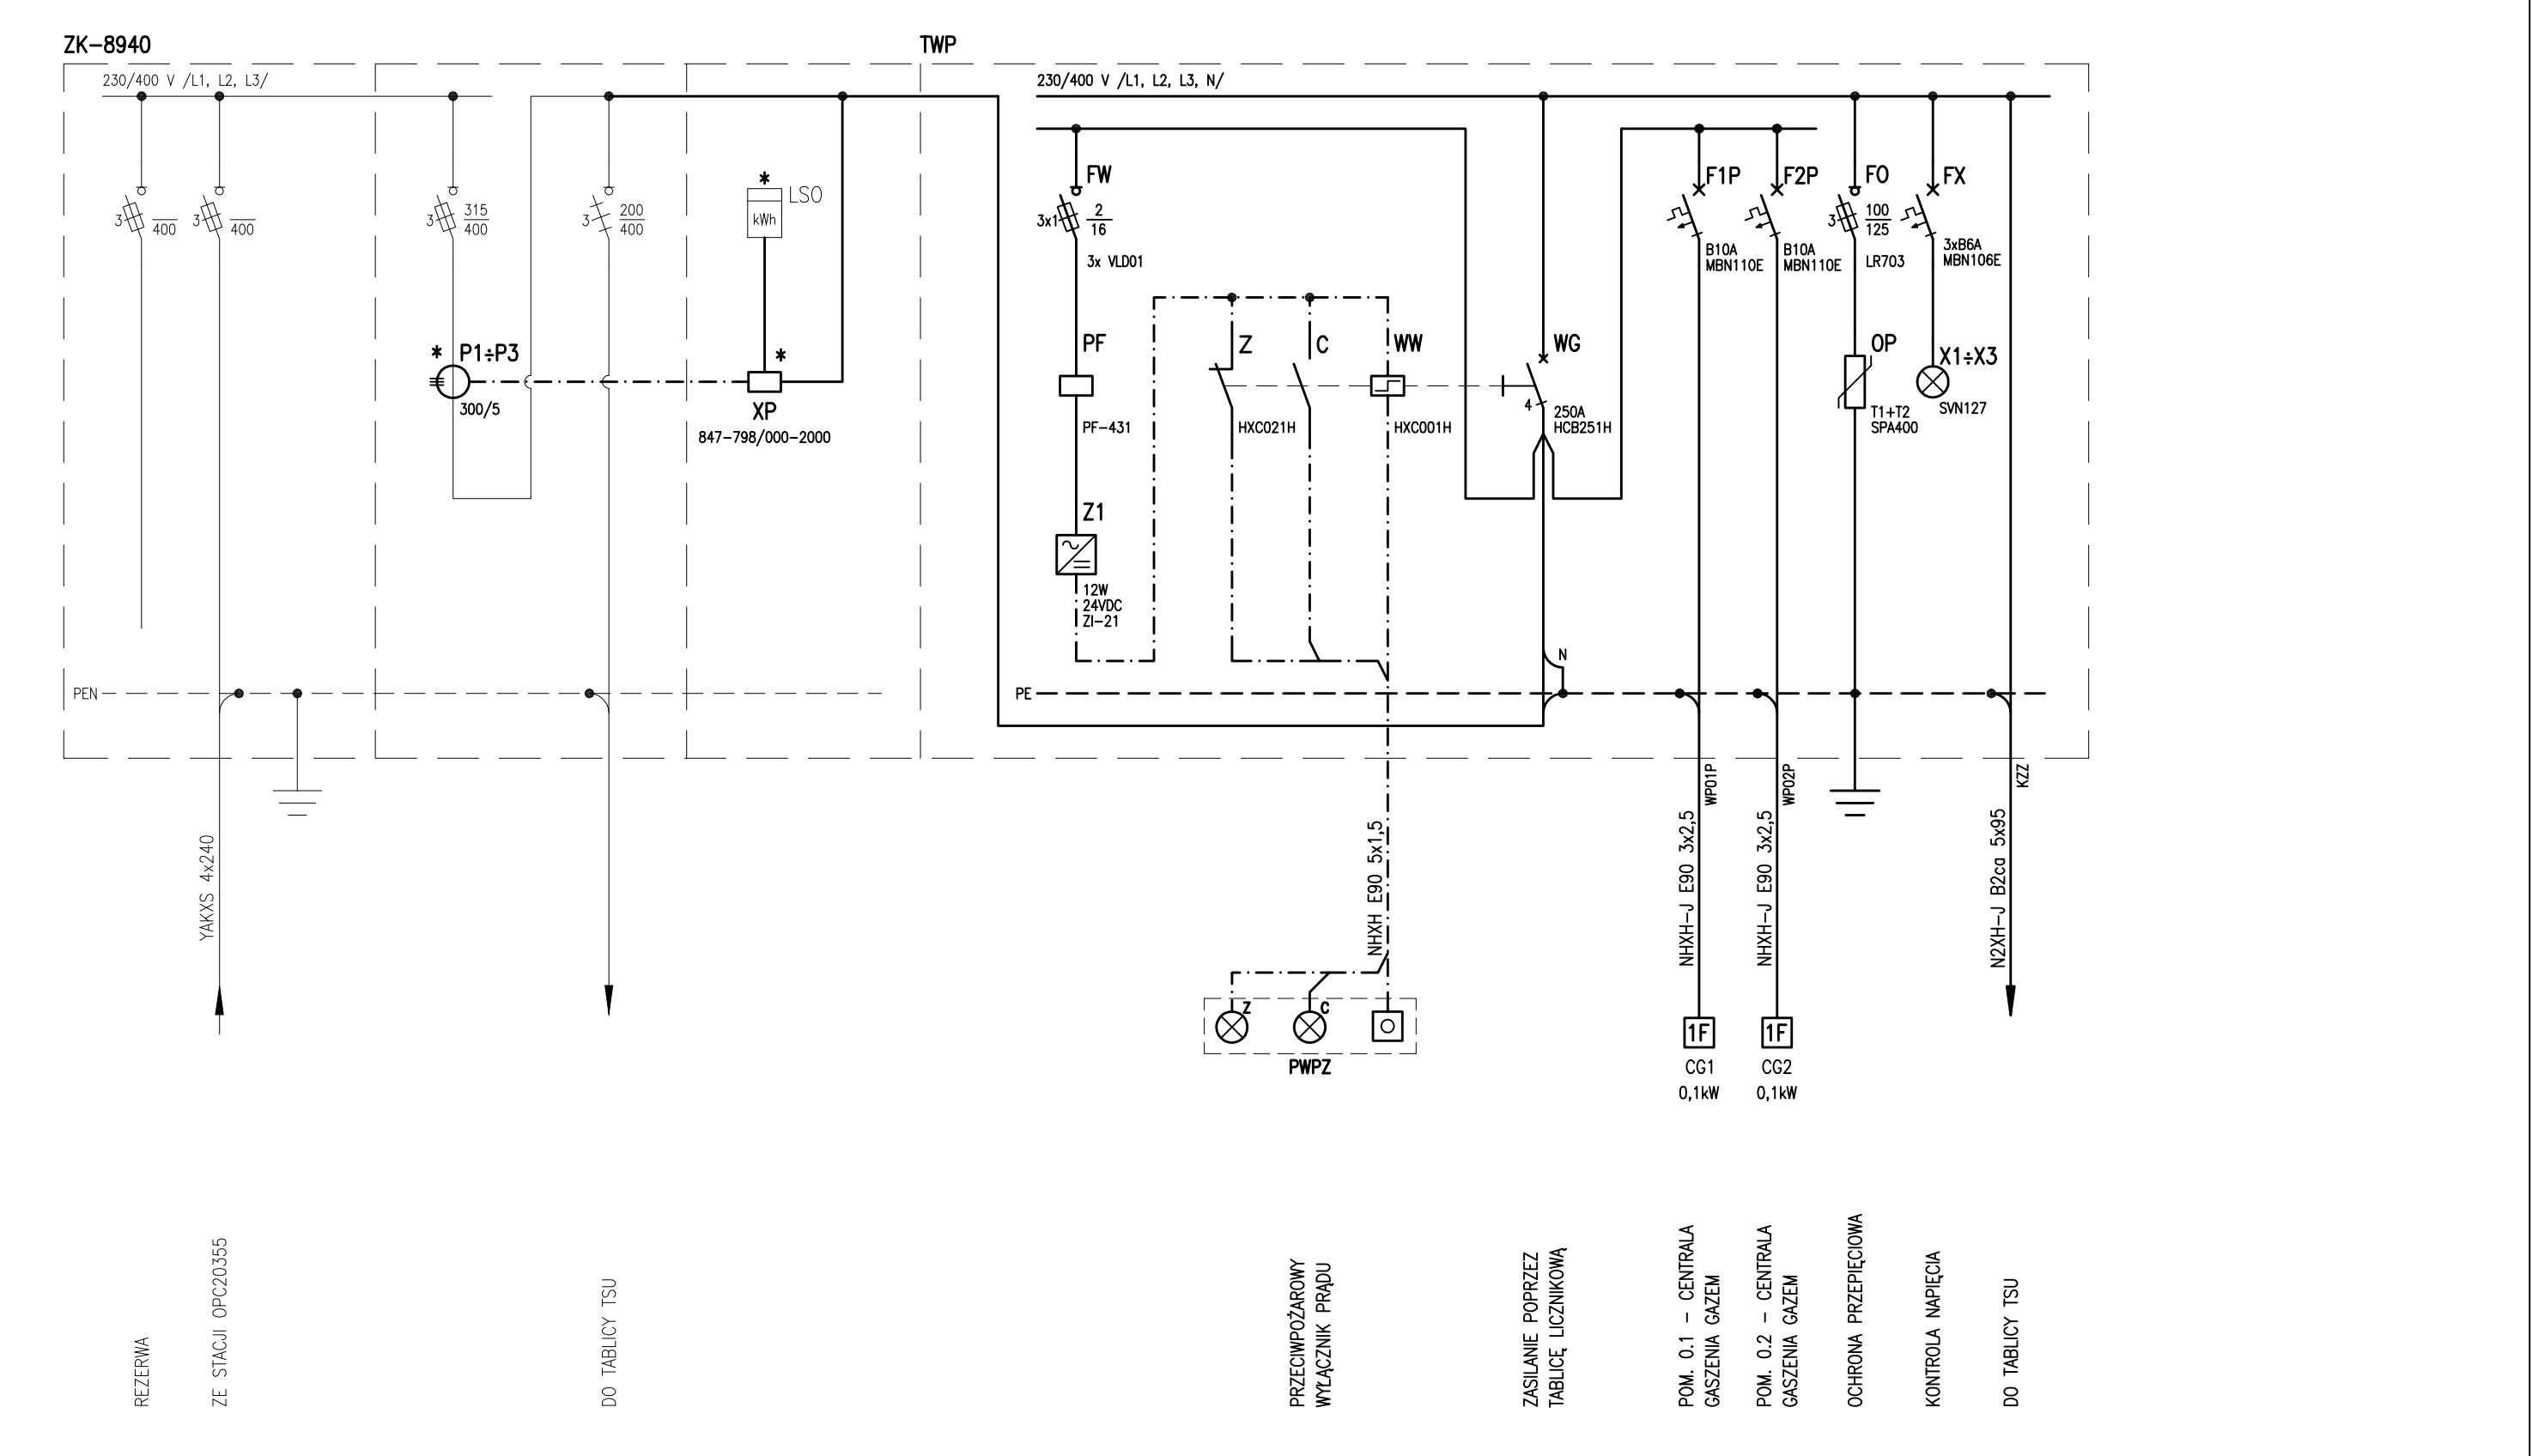 ZK-8940
TWP
230/400 V /L1, L2, L3/
230/400 V /L1, L2, L3, N/
3
400
3
400
3
315
400
3
200
400
*
LSO
kWh
*
P1÷P3
300/5
*
XP
847-798/000-2000
FW
3x1
2
16
3x VLD01
PF
PF-431
Z1
12W
24VDC
ZI-21
Z
HXC021H
C
WW
HXC001H
WG
4
250A
HCB251H
F1P
B10A
MBN110E
F2P
B10A
MBN110E
FO
3
100
125
LR703
OP
T1+T2
SPA400
FX
3xB6A
MBN106E
X1÷X3
SVN127
PEN
PE
N
YAKXS 4x240
NHXH E90 5x1,5
WP01P
NHXH-J E90 3x2,5
WP02P
NHXH-J E90 3x2,5
KZZ
N2XH-J B2ca 5x95
Z
C
PWPZ
1F
CG1
0,1kW
1F
CG2
0,1kW
REZERWA
ZE STACJI OPC20355
DO TABLICY TSU
PRZECIWPOŻAROWY
WYŁĄCZNIK PRĄDU
ZASILANIE POPRZEZ
TABLICĘ LICZNIKOWĄ
POM. 0.1 - CENTRALA
GASZENIA GAZEM
POM. 0.2 - CENTRALA
GASZENIA GAZEM
OCHRONA PRZEPIĘCIOWA
KONTROLA NAPIĘCIA
DO TABLICY TSU